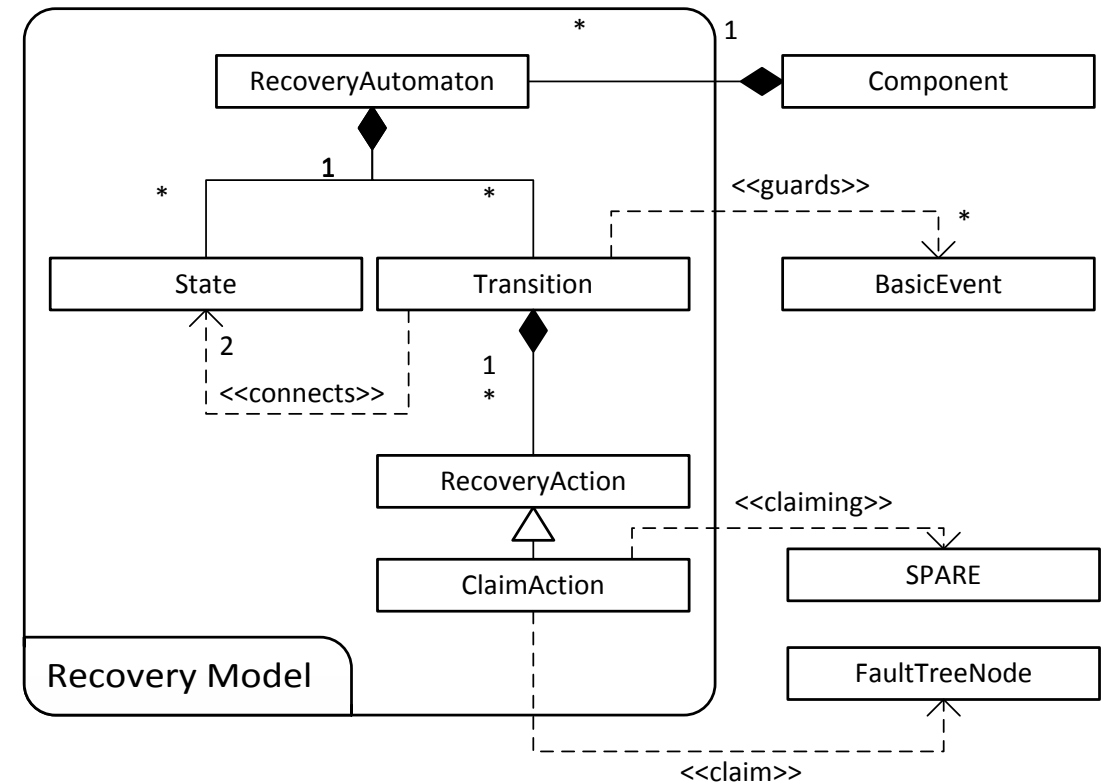 * 1
RecoveryAutomaton Component
1
* * <<guards>>
*
State Transition BasicEvent
2
1
<<connects>> *
RecoveryAction
<<claiming>>
ClaimAction SPARE
Recovery Model FaultTreeNode
<<claim>>